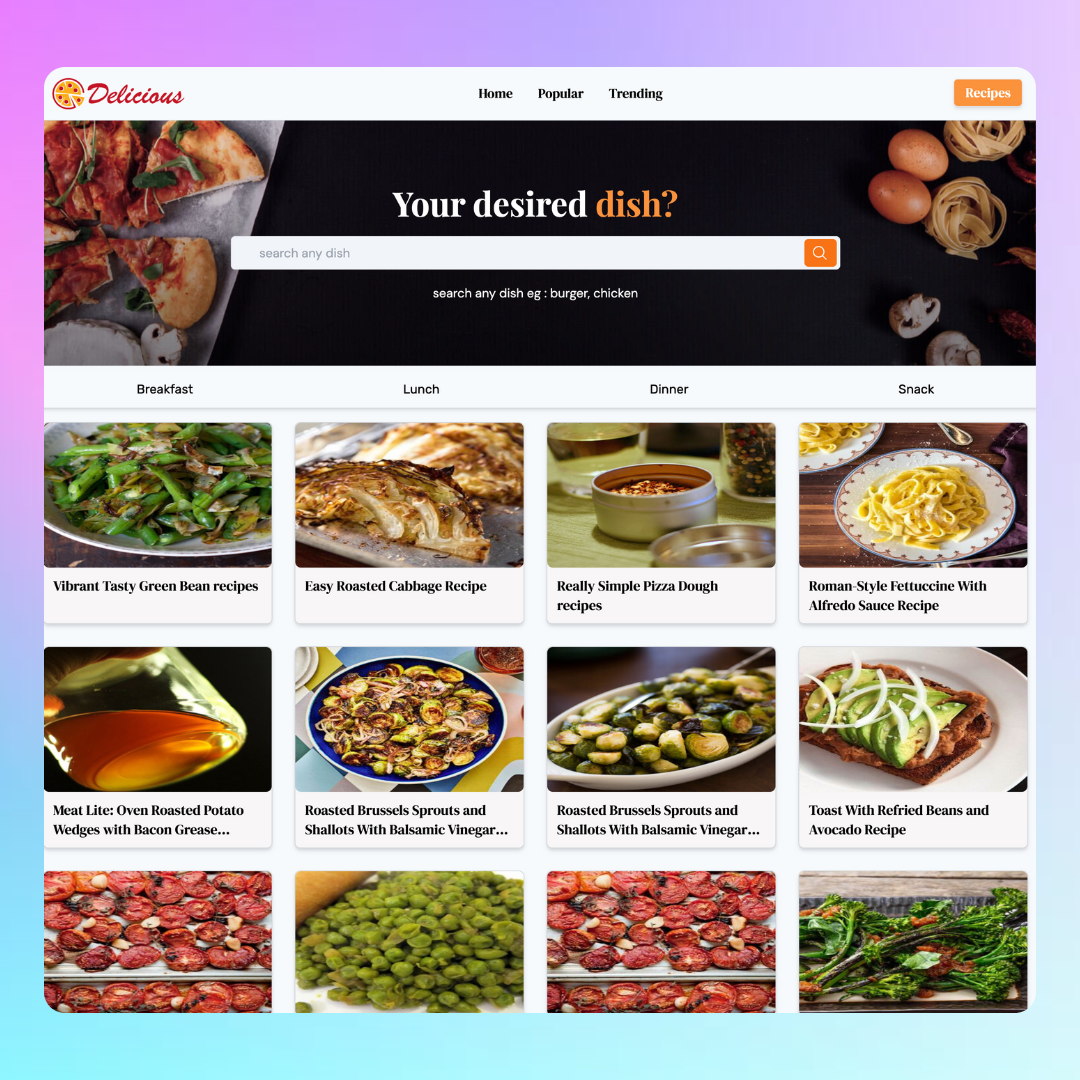 Delicious
Home Popular Trending
Recipes
Your desired dish?
search any dish
search any dish eg : burger, chicken
Breakfast Lunch Dinner Snack
Vibrant Tasty Green Bean recipes
Easy Roasted Cabbage Recipe
Really Simple Pizza Dough
recipes
Roman-Style Fettuccine With
Alfredo Sauce Recipe
Meat Lite: Oven Roasted Potato
Wedges with Bacon Grease...
Roasted Brussels Sprouts and
Shallots With Balsamic Vinegar...
Roasted Brussels Sprouts and
Shallots With Balsamic Vinegar...
Toast With Refried Beans and
Avocado Recipe